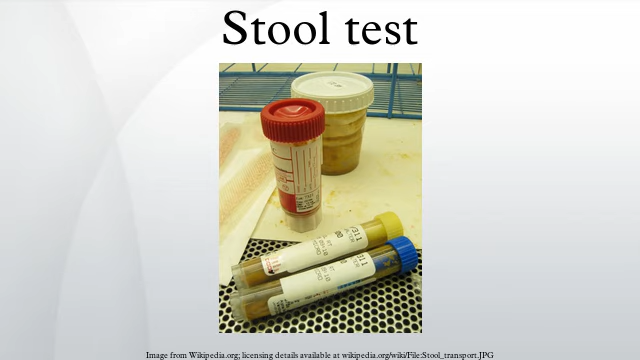 Stool test
Image from Wikipedia.org; licensing details available at wikipedia.org/wiki/File:Stool_transport.JPG